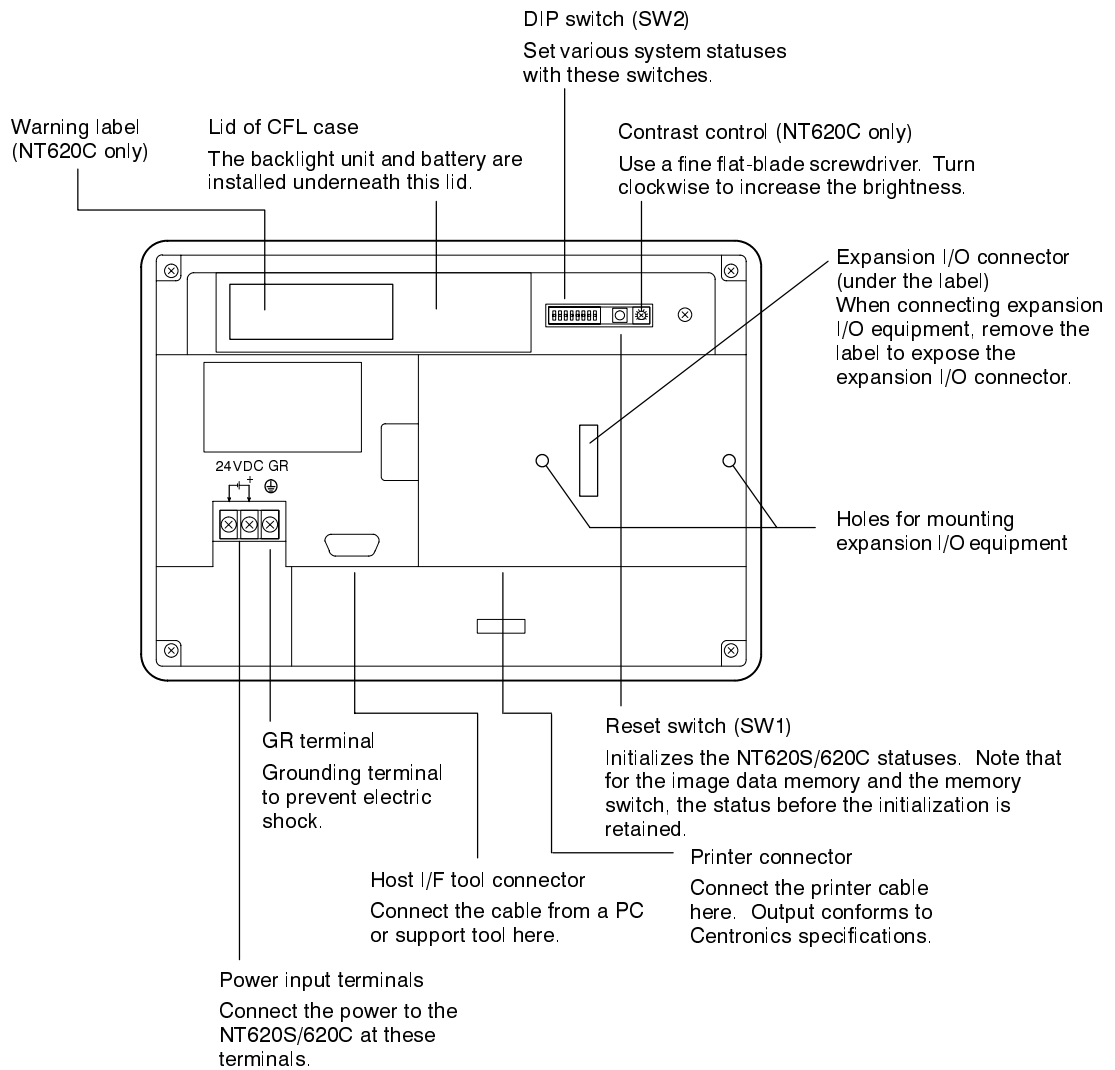 DIP switch (SW2)
Set various system statuses
with these switches.
Warning label
(NT620C only)
Lid of CFL case
The backlight unit and battery are
installed underneath this lid.
Contrast control (NT620C only)
Use a fine flat-blade screwdriver. Turn
clockwise to increase the brightness.
Expansion I/O connector
(under the label)
When connecting expansion
I/O equipment, remove the
label to expose the
expansion I/O connector.
24VDC GR
+
Holes for mounting
expansion I/O equipment
GR terminal
Grounding terminal
to prevent electric
shock.
Reset switch (SW1)
Initializes the NT620S/620C statuses. Note that
for the image data memory and the memory
switch, the status before the initialization is
retained.
Printer connector
Connect the printer cable
here. Output conforms to
Centronics specifications.
Host I/F tool connector
Connect the cable from a PC
or support tool here.
Power input terminals
Connect the power to the
NT620S/620C at these
terminals.